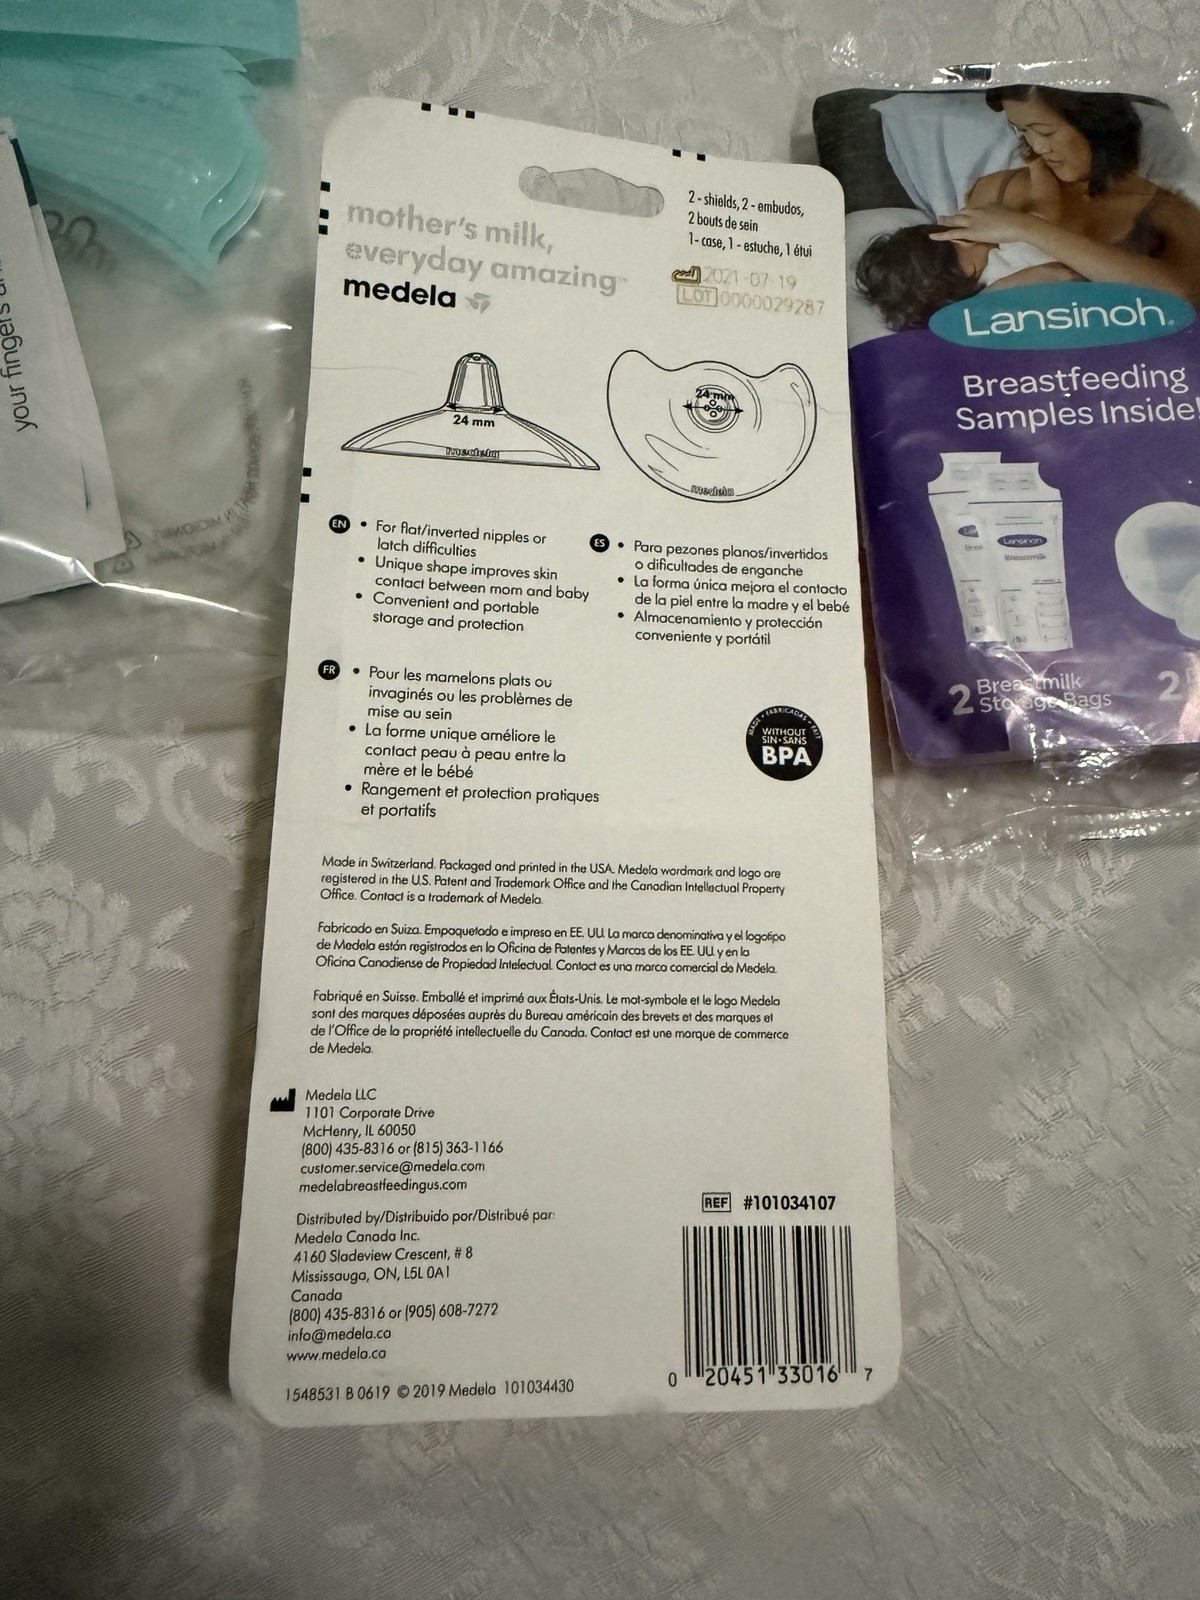 mother's milk,
everyday amazing™
medela
2 - shields, 2 - embudos,
2 bouts de sein
1- case, 1 - estuche, 1 étui
2021-07-19
LOT 0000029287
24 mm
medela
24 mm
medela
EN
• For flat/inverted nipples or
latch difficulties
• Unique shape improves skin
contact between mom and baby
• Convenient and portable
storage and protection
ES
• Para pezones planos/invertidos
o dificultades de enganche
• La forma única mejora el contacto
de la piel entre la madre y el bebé
• Almacenamiento y protección
conveniente y portátil
FR
• Pour les mamelons plats ou
invaginés ou les problèmes de
mise au sein
• La forme unique améliore le
contact peau à peau entre la
mère et le bébé
• Rangement et protection pratiques
et portatifs
MADE • FABRICADAS • FAIT
WITHOUT
SIN • SANS
BPA
Made in Switzerland. Packaged and printed in the USA. Medela wordmark and logo are
registered in the U.S. Patent and Trademark Office and the Canadian Intellectual Property
Office. Contact is a trademark of Medela.
Fabricado en Suiza. Empaquetado e impreso en EE. UU. La marca denominativa y el logotipo
de Medela están registrados en la Oficina de Patentes y Marcas de los EE. UU. y en la
Oficina Canadiense de Propiedad Intelectual. Contact es una marca comercial de Medela.
Fabriqué en Suisse. Emballé et imprimé aux États-Unis. Le mot-symbole et le logo Medela
sont des marques déposées auprès du Bureau américain des brevets et des marques et
de l'Office de la propriété intellectuelle du Canada. Contact est une marque de commerce
de Medela.
Medela LLC
1101 Corporate Drive
McHenry, IL 60050
(800) 435-8316 or (815) 363-1166
customer.service@medela.com
medelabreastfeedingus.com
Distributed by/Distribuido por/Distribué par:
Medela Canada Inc.
4160 Sladeview Crescent, # 8
Mississauga, ON, L5L 0A1
Canada
(800) 435-8316 or (905) 608-7272
info@medela.ca
www.medela.ca
1548531 B 0619 © 2019 Medela 101034430
REF #101034107
0 20451 33016 7
Lansinoh®
Breastfeeding
Samples Inside!
Lansinoh
Breastmilk
2 Breastmilk
Storage Bags
2
your fingers